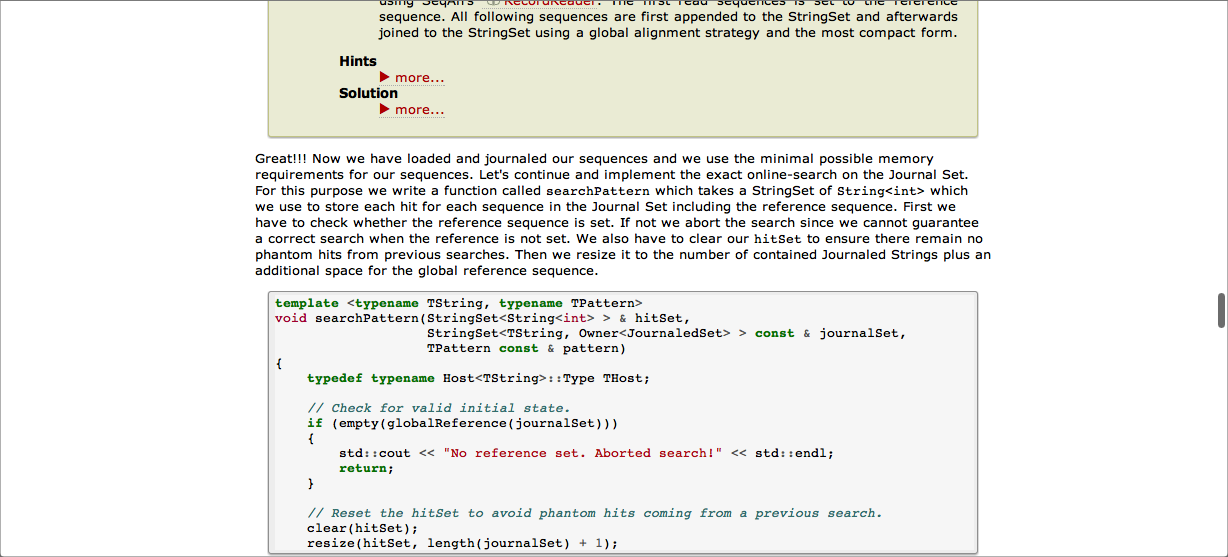 using SeqAn's RecordReader. The first read sequences is set to the reference
sequence. All following sequences are first appended to the StringSet and afterwards
joined to the StringSet using a global alignment strategy and the most compact form.
Hints
more...
Solution
more...
Great!!! Now we have loaded and journaled our sequences and we use the minimal possible memory
requirements for our sequences. Let's continue and implement the exact online-search on the Journal Set.
For this purpose we write a function called searchPattern which takes a StringSet of String<int> which
we use to store each hit for each sequence in the Journal Set including the reference sequence. First we
have to check whether the reference sequence is set. If not we abort the search since we cannot guarantee
a correct search when the reference is not set. We also have to clear our hitSet to ensure there remain no
phantom hits from previous searches. Then we resize it to the number of contained Journaled Strings plus an
additional space for the global reference sequence.
template <typename TString, typename TPattern>
void searchPattern(StringSet<String<int> > & hitSet,
StringSet<TString, Owner<JournaledSet> > const & journalSet,
TPattern const & pattern)
{
typedef typename Host<TString>::Type THost;
// Check for valid initial state.
if (empty(globalReference(journalSet)))
{
std::cout << "No reference set. Aborted search!" << std::endl;
return;
}
// Reset the hitSet to avoid phantom hits coming from a previous search.
clear(hitSet);
resize(hitSet, length(journalSet) + 1);